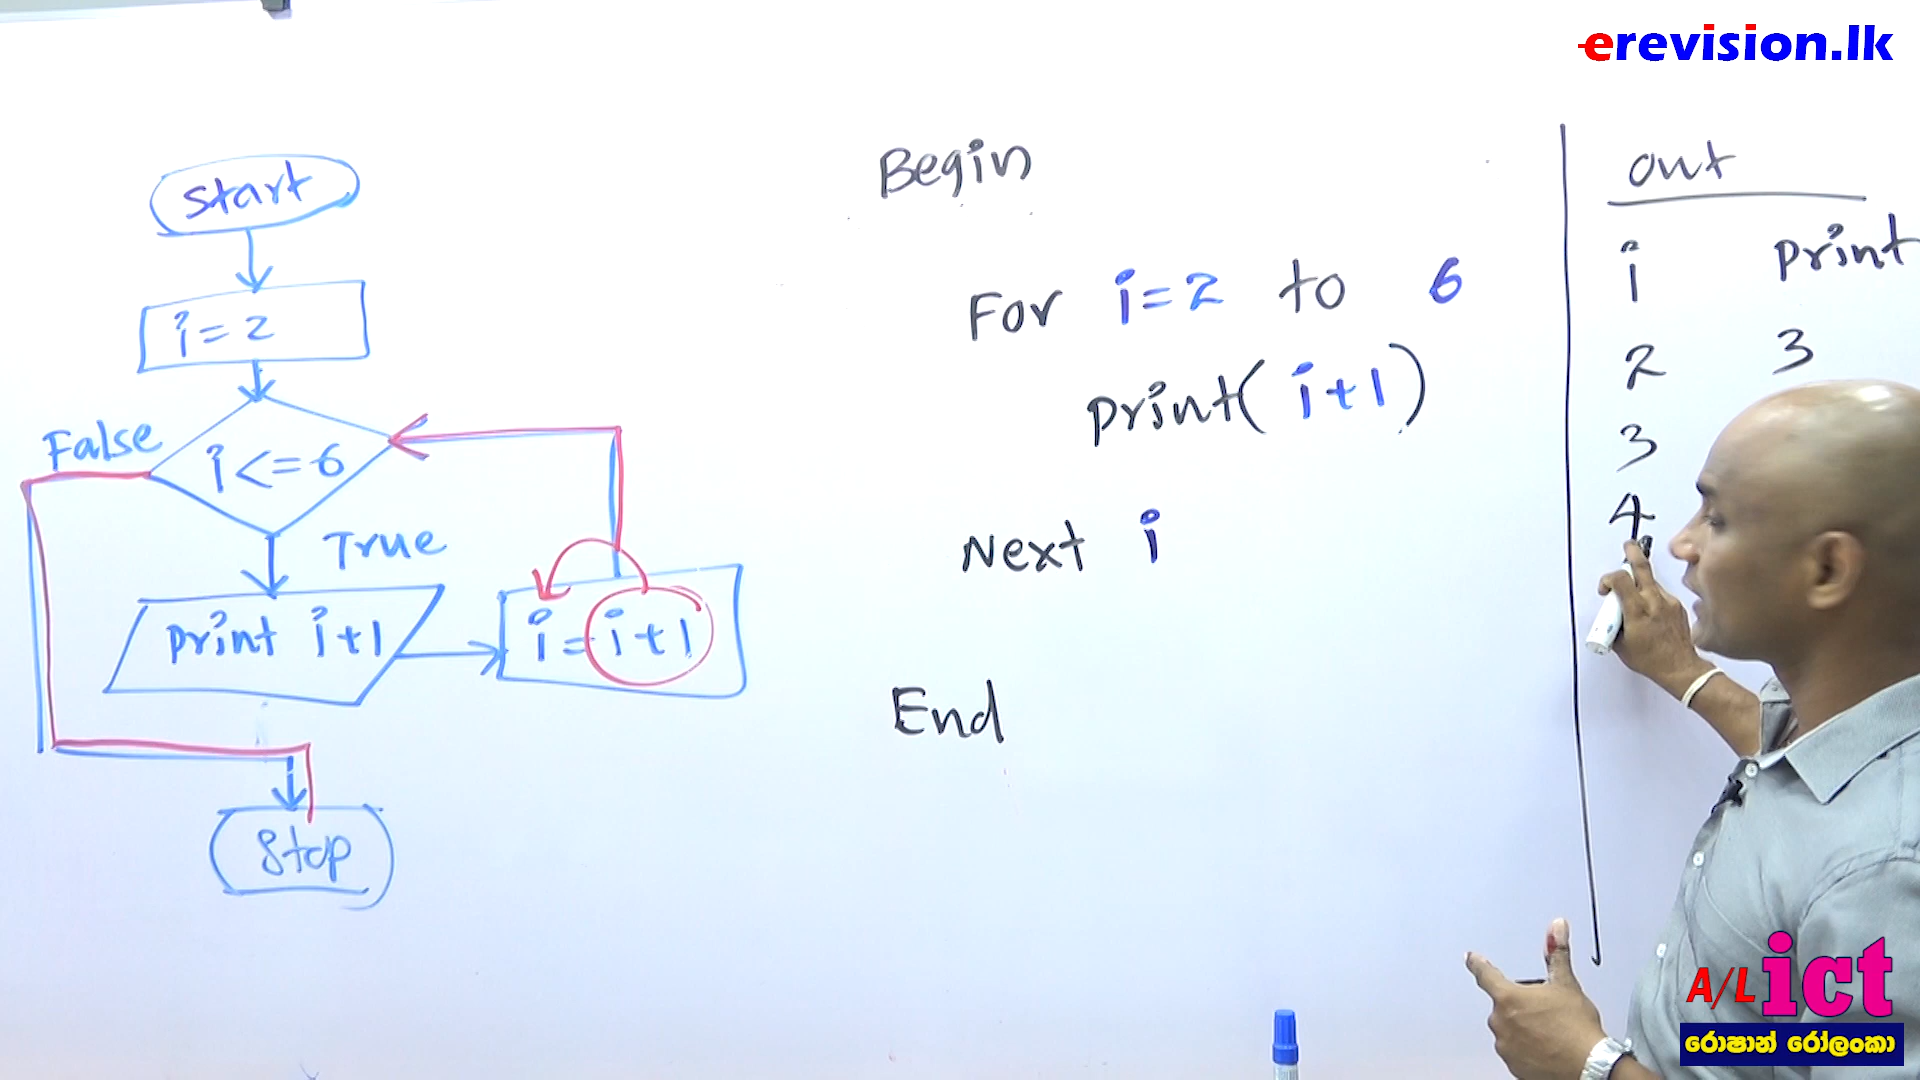 erevision.lk
start
i = 2
i <= 6
False
True
print i+1
i = i+1
Stop
Begin
For i=2 to 6
print( i+1 )
Next i
End
out
i print
2 3
3
4
A/L ict
රොෂාන් රෝලංකා